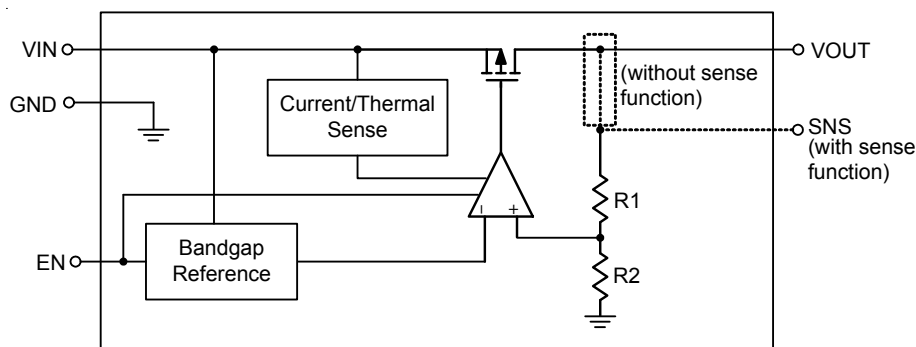 VIN
VOUT
(without sense
function)
GND
Current/Thermal
Sense
SNS
(with sense
function)
R1
− +
EN
Bandgap
Reference
R2